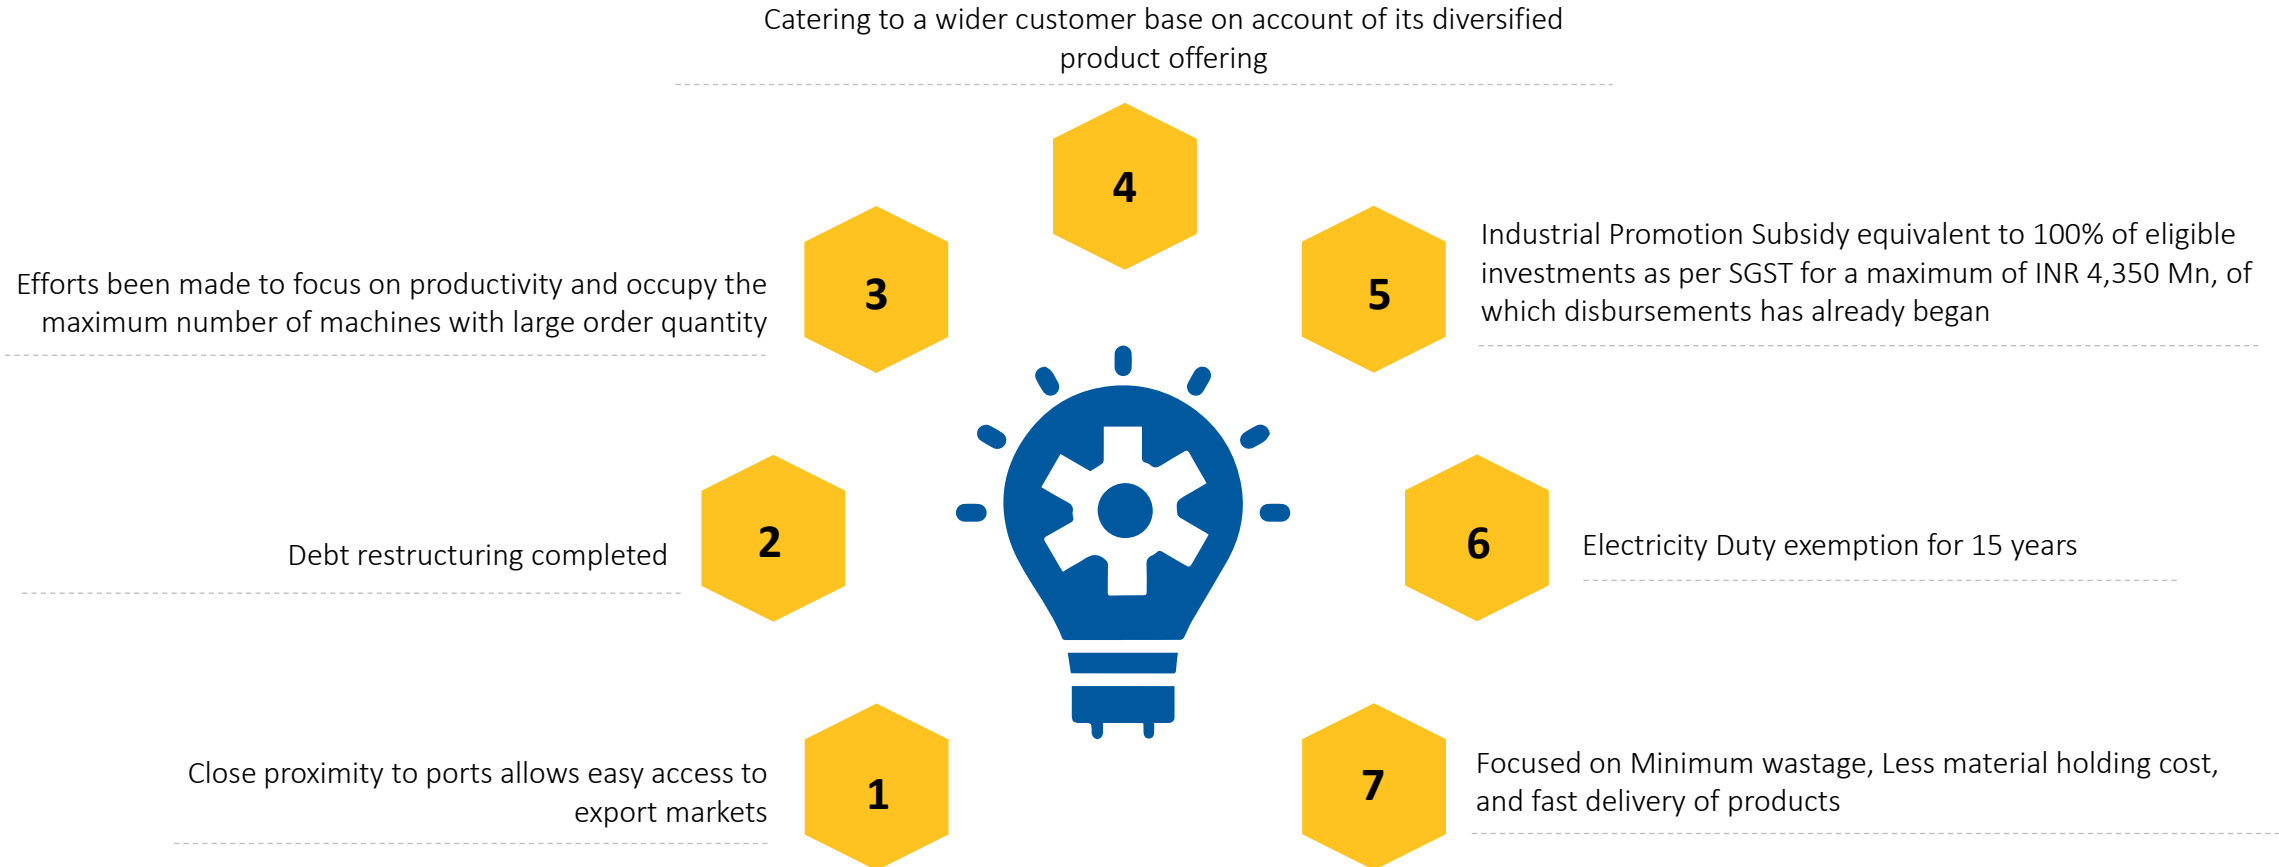 Catering to a wider customer base on account of its diversified
product offering
4
3
Efforts been made to focus on productivity and occupy the
maximum number of machines with large order quantity
5
Industrial Promotion Subsidy equivalent to 100% of eligible
investments as per SGST for a maximum of INR 4,350 Mn, of
which disbursements has already began
2
Debt restructuring completed
6
Electricity Duty exemption for 15 years
1
Close proximity to ports allows easy access to
export markets
7
Focused on Minimum wastage, Less material holding cost,
and fast delivery of products